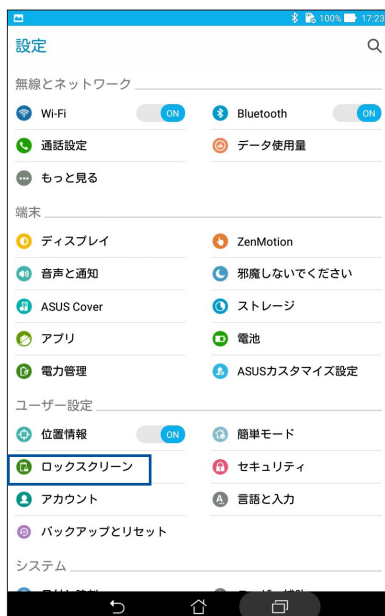 100% 17:23
設定
無線とネットワーク
Wi-Fi ON Bluetooth ON
通話設定 データ使用量
もっと見る
端末
ディスプレイ ZenMotion
音声と通知 邪魔しないでください
ASUS Cover ストレージ
アプリ 電池
電力管理 ASUSカスタマイズ設定
ユーザー設定
位置情報 ON 簡単モード
ロックスクリーン セキュリティ
アカウント A 言語と入力
バックアップとリセット
システム